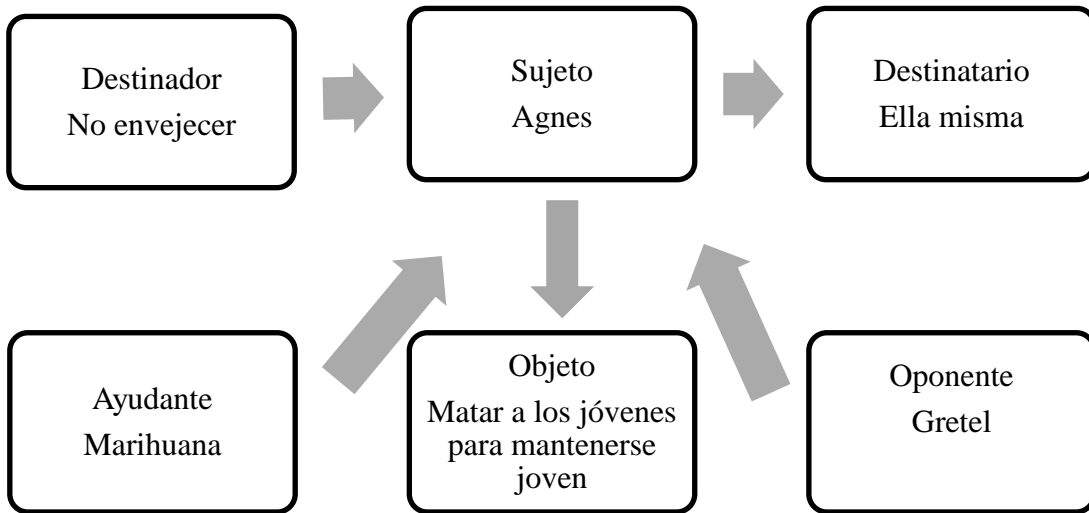 Destinador
No envejecer
Sujeto
Agnes
Destinatario
Ella misma
Ayudante
Marihuana
Objeto
Matar a los jóvenes
para mantenerse
joven
Oponente
Gretel